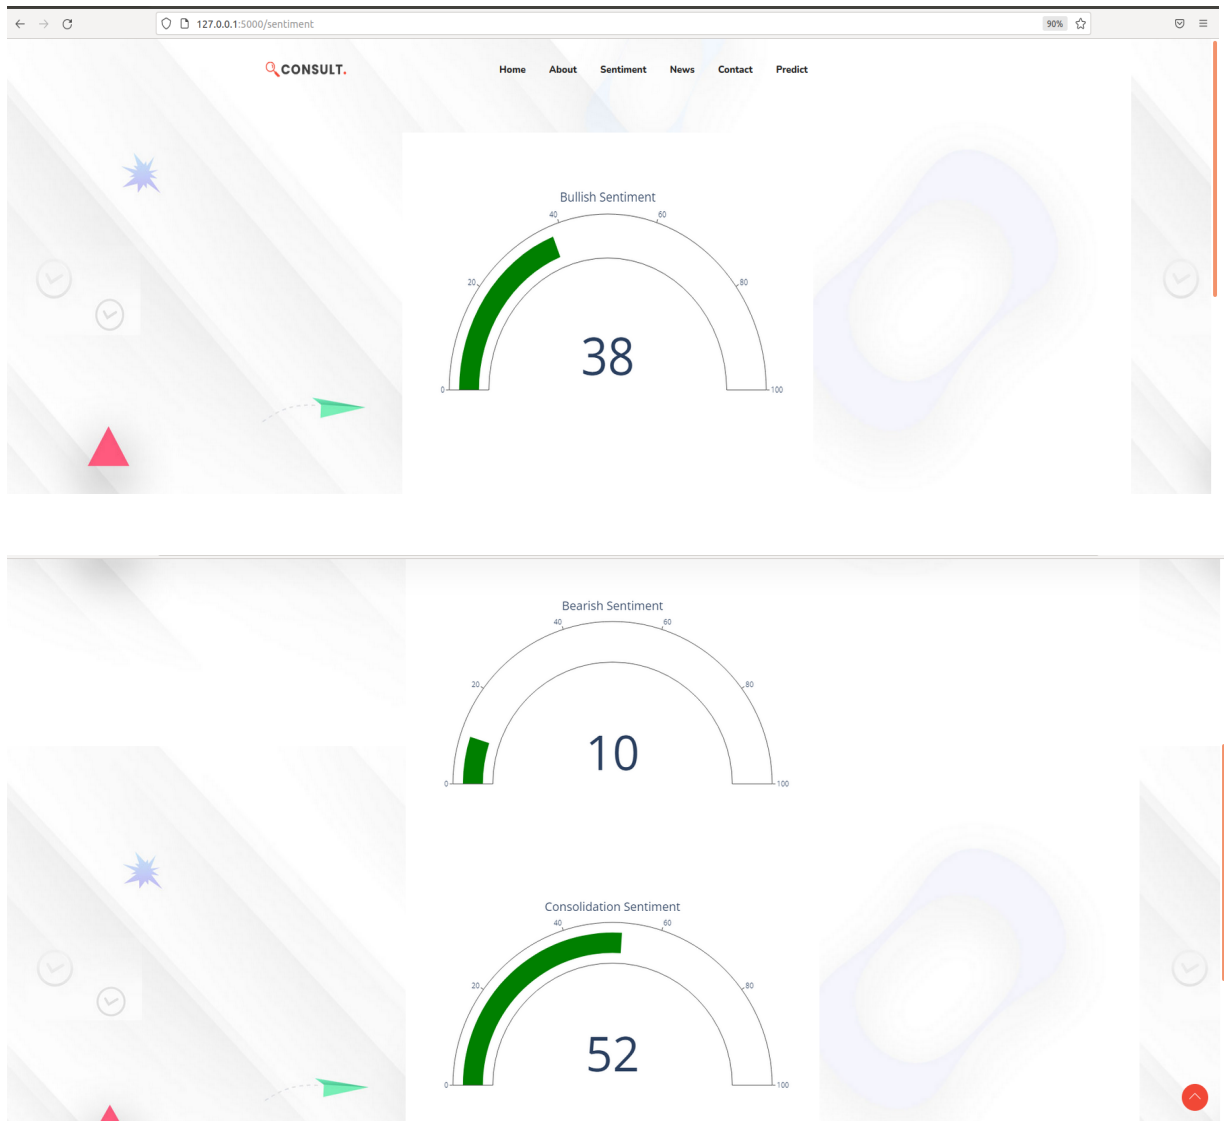 127.0.0.1:5000/sentiment 90%
CONSULT. Home About Sentiment News Contact Predict
Bullish Sentiment
40 60
20 80
38
0 100
Bearish Sentiment
40 60
20 80
10
0 100
Consolidation Sentiment
40 60
20 80
52
0 100